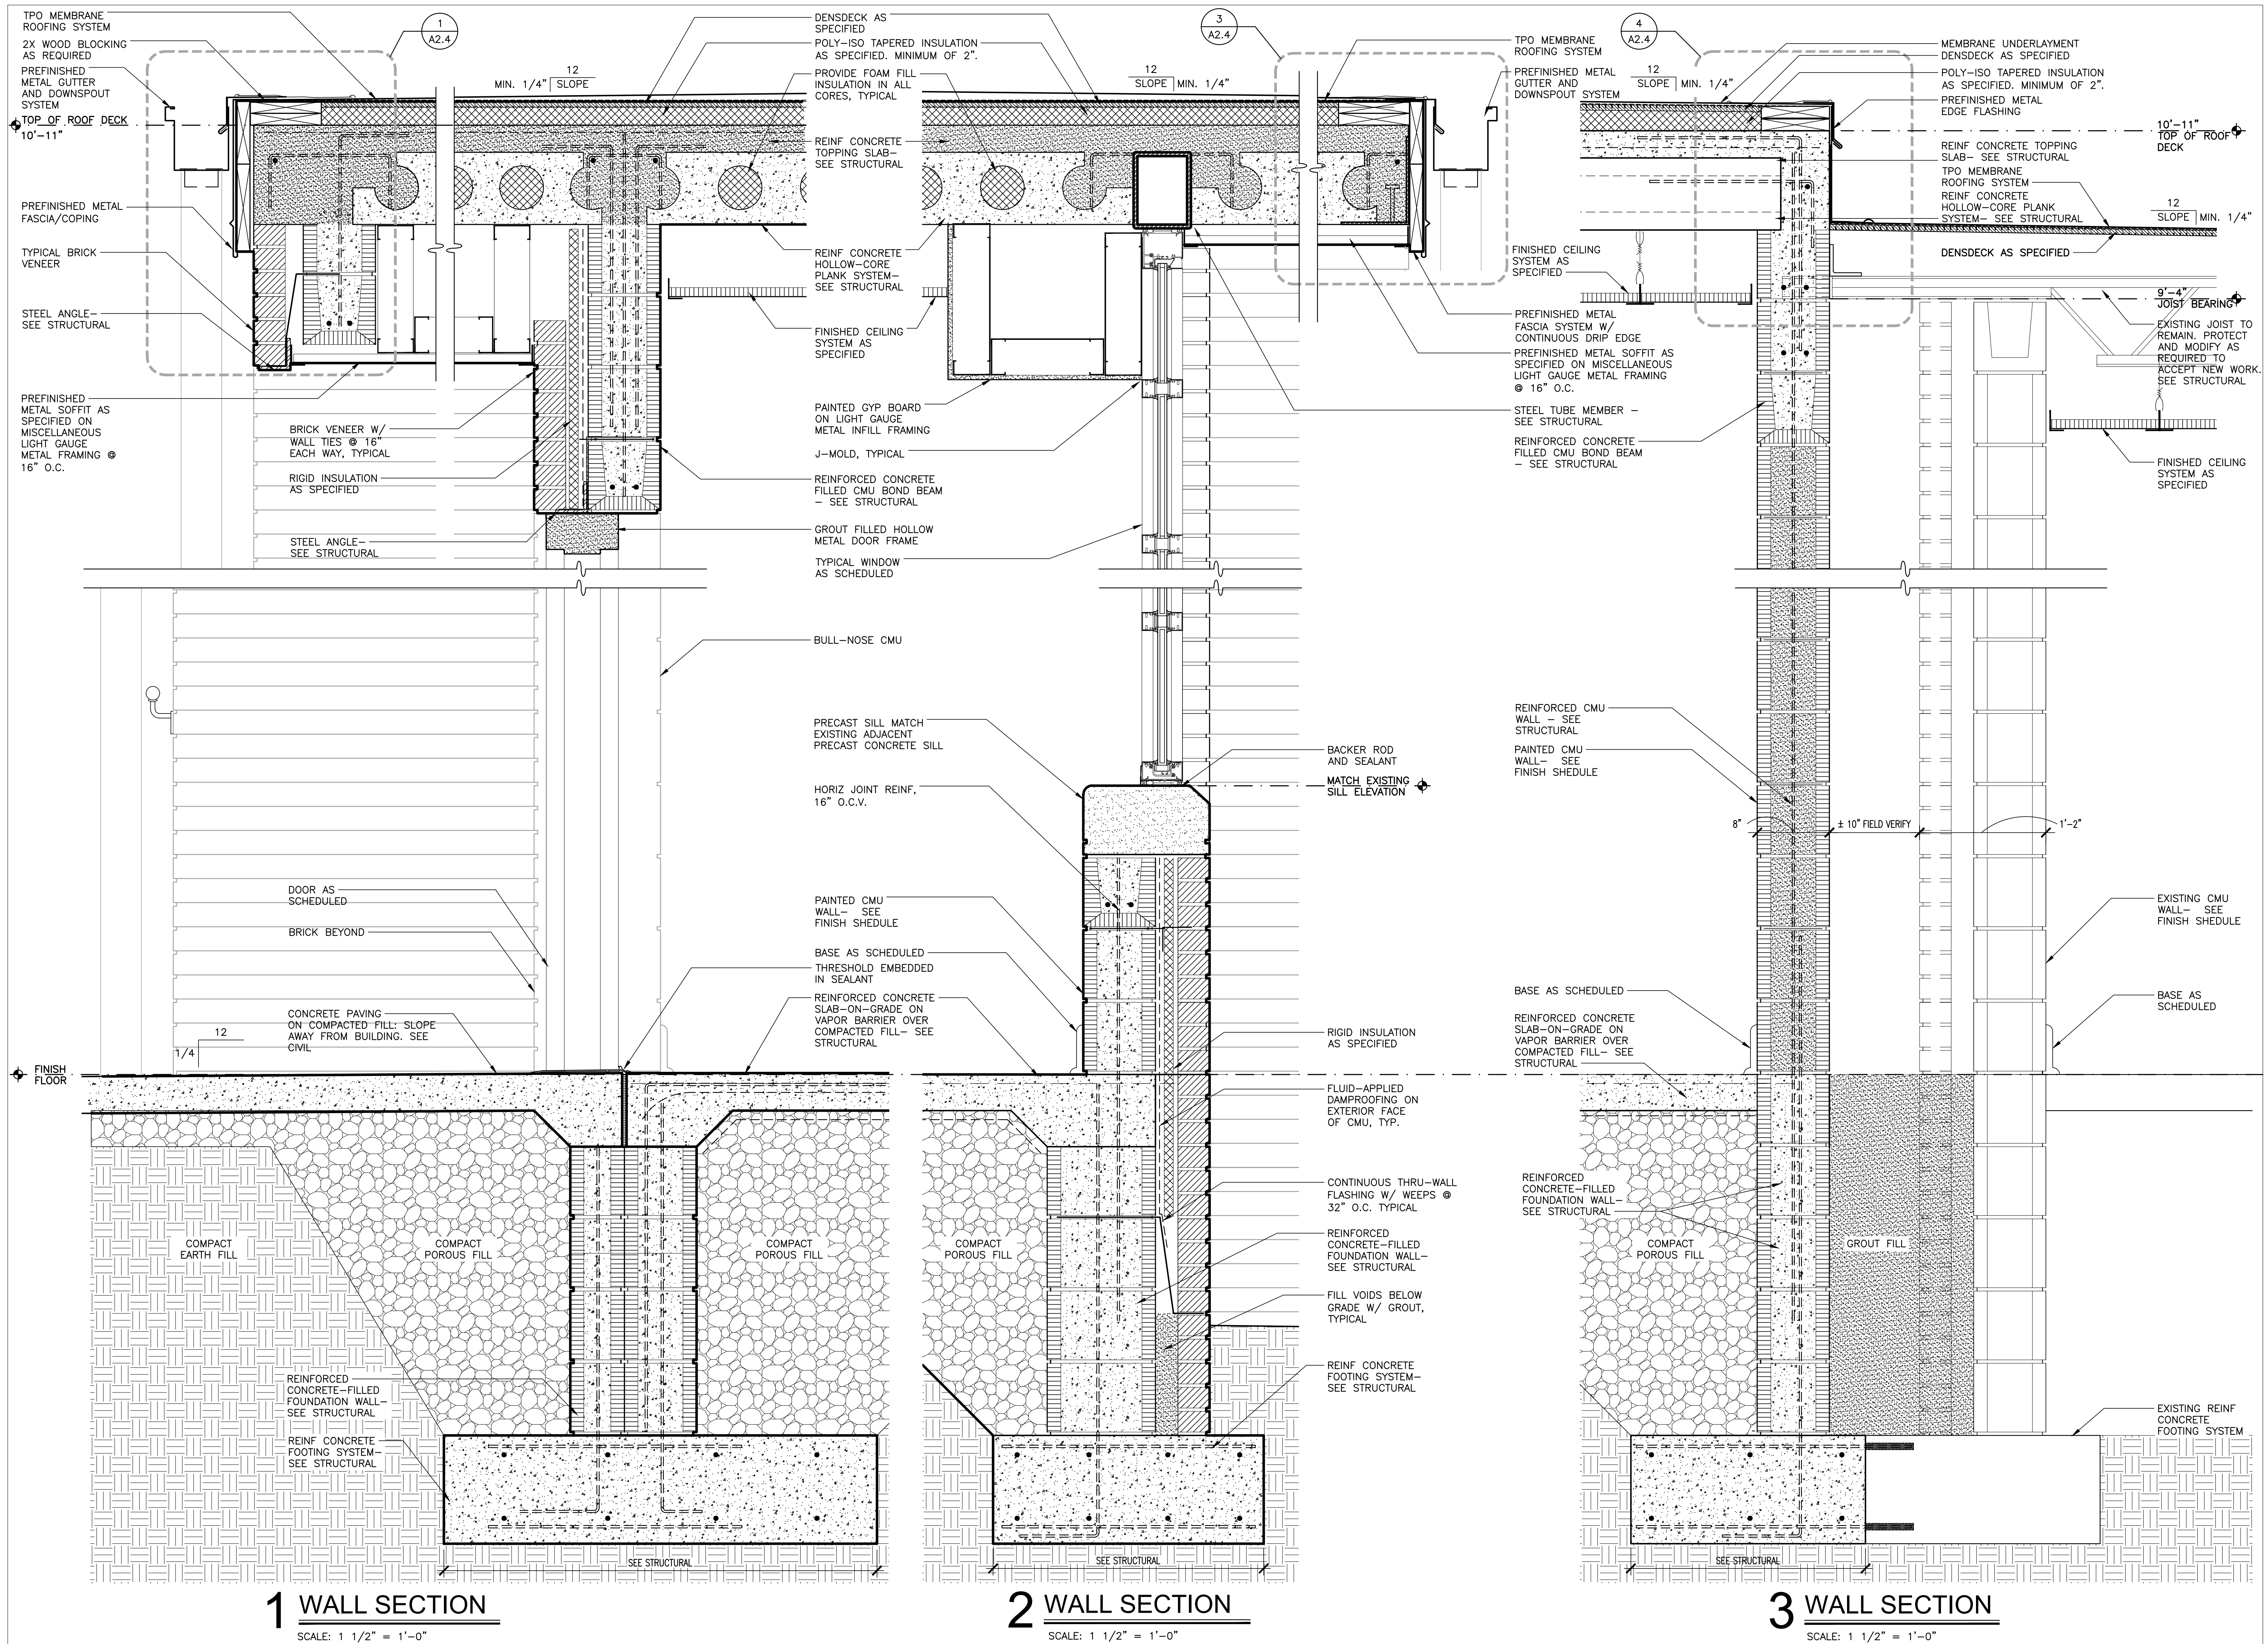 TPO MEMBRANE
ROOFING SYSTEM
2X WOOD BLOCKING
AS REQUIRED
PREFINISHED
METAL GUTTER
AND DOWNSPOUT
SYSTEM
TOP OF ROOF DECK
10'-11"
PREFINISHED METAL
FASCIA/COPING
TYPICAL BRICK
VENEER
STEEL ANGLE-
SEE STRUCTURAL
PREFINISHED
METAL SOFFIT AS
SPECIFIED ON
MISCELLANEOUS
LIGHT GAUGE
METAL FRAMING @
16" O.C.
1
A2.4
12
MIN. 1/4" SLOPE
BRICK VENEER W/
WALL TIES @ 16"
EACH WAY, TYPICAL
RIGID INSULATION
AS SPECIFIED
STEEL ANGLE-
SEE STRUCTURAL
DOOR AS
SCHEDULED
BRICK BEYOND
CONCRETE PAVING
ON COMPACTED FILL: SLOPE
AWAY FROM BUILDING. SEE
CIVIL
12
1/4
FINISH
FLOOR
COMPACT
EARTH FILL
COMPACT
POROUS FILL
COMPACT
POROUS FILL
REINFORCED
CONCRETE-FILLED
FOUNDATION WALL-
SEE STRUCTURAL
REINF CONCRETE
FOOTING SYSTEM-
SEE STRUCTURAL
SEE STRUCTURAL
1 WALL SECTION
SCALE: 1 1/2" = 1'-0"
DENSDECK AS
SPECIFIED
POLY-ISO TAPERED INSULATION
AS SPECIFIED. MINIMUM OF 2".
PROVIDE FOAM FILL
INSULATION IN ALL
CORES, TYPICAL
REINF CONCRETE
TOPPING SLAB-
SEE STRUCTURAL
REINF CONCRETE
HOLLOW-CORE
PLANK SYSTEM-
SEE STRUCTURAL
FINISHED CEILING
SYSTEM AS
SPECIFIED
PAINTED GYP BOARD
ON LIGHT GAUGE
METAL INFILL FRAMING
J-MOLD, TYPICAL
REINFORCED CONCRETE
FILLED CMU BOND BEAM
- SEE STRUCTURAL
GROUT FILLED HOLLOW
METAL DOOR FRAME
TYPICAL WINDOW
AS SCHEDULED
BULL-NOSE CMU
PRECAST SILL MATCH
EXISTING ADJACENT
PRECAST CONCRETE SILL
HORIZ JOINT REINF,
16" O.C.V.
PAINTED CMU
WALL- SEE
FINISH SHEDULE
BASE AS SCHEDULED
THRESHOLD EMBEDDED
IN SEALANT
REINFORCED CONCRETE
SLAB-ON-GRADE ON
VAPOR BARRIER OVER
COMPACTED FILL- SEE
STRUCTURAL
12
SLOPE MIN. 1/4"
3
A2.4
TPO MEMBRANE
ROOFING SYSTEM
PREFINISHED METAL
GUTTER AND
DOWNSPOUT SYSTEM
FINISHED CEILING
SYSTEM AS
SPECIFIED
PREFINISHED METAL
FASCIA SYSTEM W/
CONTINUOUS DRIP EDGE
PREFINISHED METAL SOFFIT AS
SPECIFIED ON MISCELLANEOUS
LIGHT GAUGE METAL FRAMING
@ 16" O.C.
STEEL TUBE MEMBER -
SEE STRUCTURAL
REINFORCED CONCRETE
FILLED CMU BOND BEAM
- SEE STRUCTURAL
BACKER ROD
AND SEALANT
MATCH EXISTING
SILL ELEVATION
RIGID INSULATION
AS SPECIFIED
FLUID-APPLIED
DAMPROOFING ON
EXTERIOR FACE
OF CMU, TYP.
CONTINUOUS THRU-WALL
FLASHING W/ WEEPS @
32" O.C. TYPICAL
REINFORCED
CONCRETE-FILLED
FOUNDATION WALL-
SEE STRUCTURAL
FILL VOIDS BELOW
GRADE W/ GROUT,
TYPICAL
REINF CONCRETE
FOOTING SYSTEM-
SEE STRUCTURAL
COMPACT
POROUS FILL
SEE STRUCTURAL
2 WALL SECTION
SCALE: 1 1/2" = 1'-0"
4
A2.4
12
SLOPE MIN. 1/4"
MEMBRANE UNDERLAYMENT
DENSDECK AS SPECIFIED
POLY-ISO TAPERED INSULATION
AS SPECIFIED. MINIMUM OF 2".
PREFINISHED METAL
EDGE FLASHING
10'-11"
TOP OF ROOF
DECK
REINF CONCRETE TOPPING
SLAB- SEE STRUCTURAL
TPO MEMBRANE
ROOFING SYSTEM
REINF CONCRETE
HOLLOW-CORE PLANK
SYSTEM- SEE STRUCTURAL
12
SLOPE MIN. 1/4"
DENSDECK AS SPECIFIED
9'-4"
JOIST BEARING
EXISTING JOIST TO
REMAIN. PROTECT
AND MODIFY AS
REQUIRED TO
ACCEPT NEW WORK.
SEE STRUCTURAL
FINISHED CEILING
SYSTEM AS
SPECIFIED
REINFORCED CMU
WALL - SEE
STRUCTURAL
PAINTED CMU
WALL- SEE
FINISH SHEDULE
8"
± 10" FIELD VERIFY
1'-2"
EXISTING CMU
WALL- SEE
FINISH SHEDULE
BASE AS SCHEDULED
BASE AS
SCHEDULED
REINFORCED CONCRETE
SLAB-ON-GRADE ON
VAPOR BARRIER OVER
COMPACTED FILL- SEE
STRUCTURAL
REINFORCED
CONCRETE-FILLED
FOUNDATION WALL-
SEE STRUCTURAL
COMPACT
POROUS FILL
GROUT FILL
EXISTING REINF
CONCRETE
FOOTING SYSTEM
SEE STRUCTURAL
3 WALL SECTION
SCALE: 1 1/2" = 1'-0"